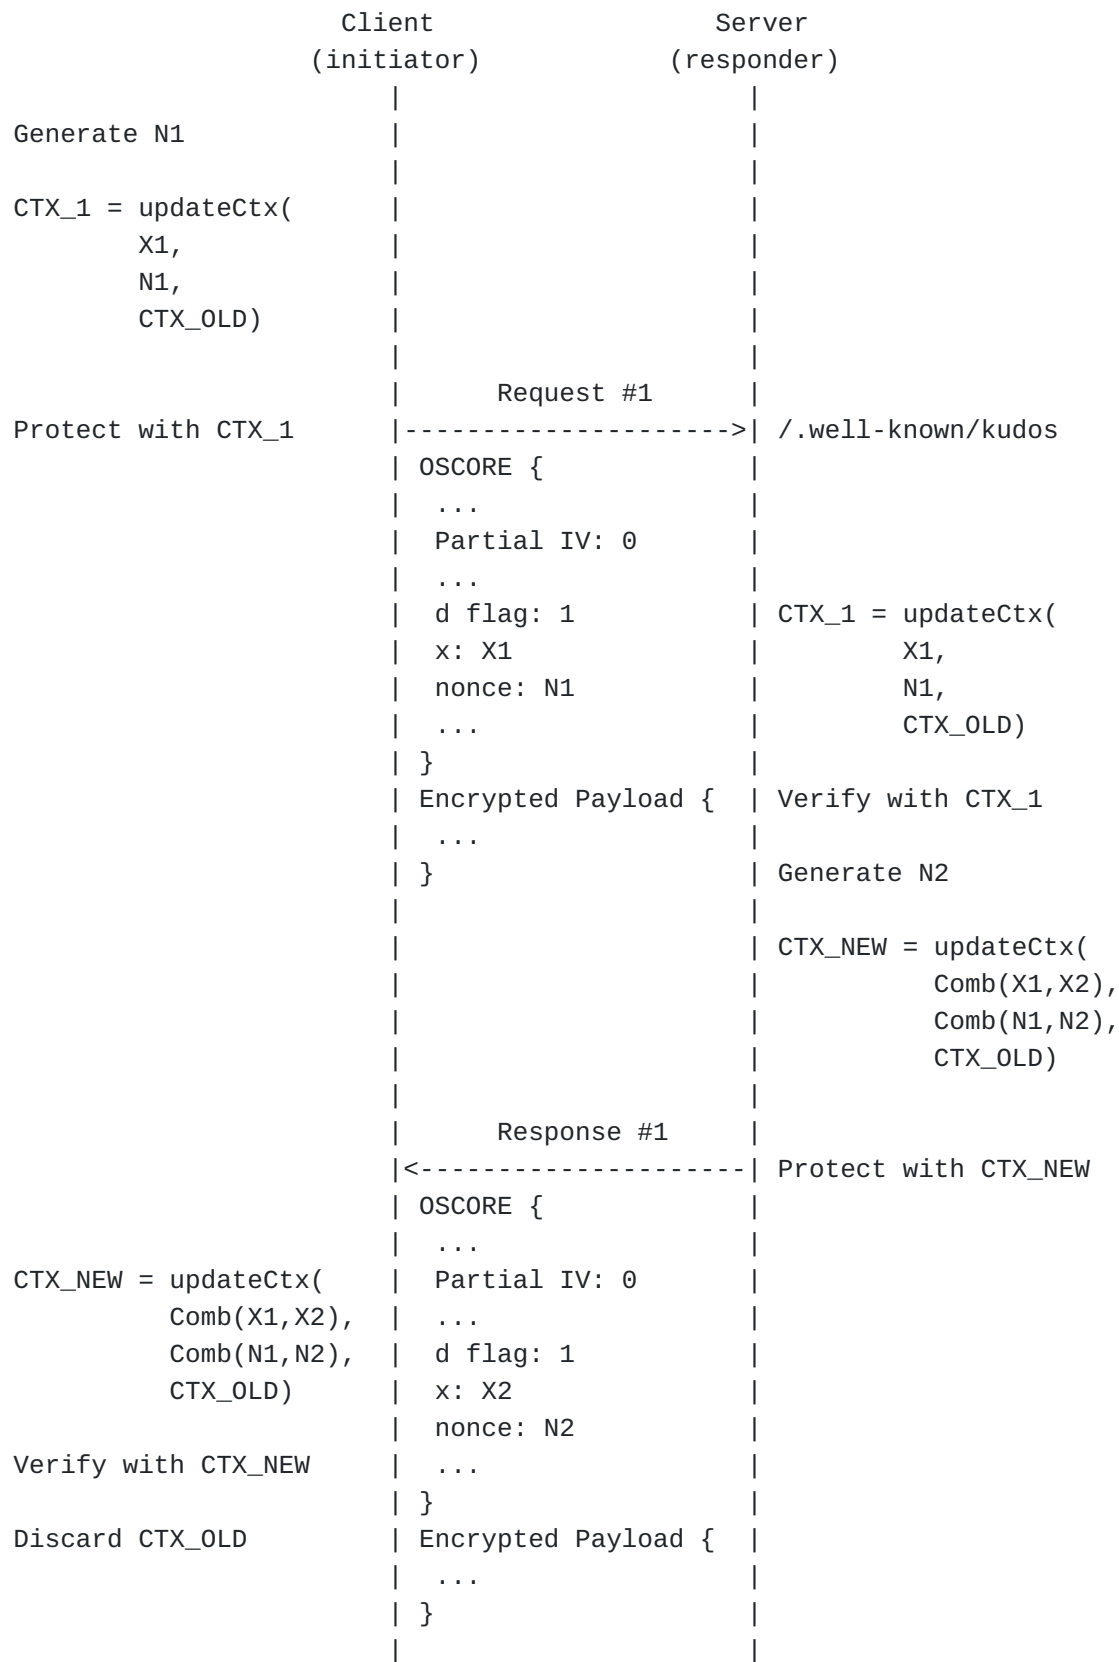 Client                  Server
                   (initiator)            (responder)
                        |                      |
Generate N1             |                      |
                        |                      |
CTX_1 = updateCtx(      |                      |
        X1,             |                      |
        N1,             |                      |
        CTX_OLD)        |                      |
                        |                      |
                        |      Request #1      |
Protect with CTX_1      |--------------------->| /.well-known/kudos
                        | OSCORE {             |
                        |  ...                 |
                        |  Partial IV: 0       |
                        |  ...                 |
                        |  d flag: 1           | CTX_1 = updateCtx(
                        |  x: X1               |         X1,
                        |  nonce: N1           |         N1,
                        |  ...                 |         CTX_OLD)
                        | }                    |
                        | Encrypted Payload {  | Verify with CTX_1
                        |  ...                 |
                        | }                    | Generate N2
                        |                      |
                        |                      | CTX_NEW = updateCtx(
                        |                      |           Comb(X1,X2),
                        |                      |           Comb(N1,N2),
                        |                      |           CTX_OLD)
                        |                      |
                        |      Response #1     |
                        |<---------------------| Protect with CTX_NEW
                        | OSCORE {             |
                        |  ...                 |
CTX_NEW = updateCtx(    |  Partial IV: 0       |
          Comb(X1,X2),  |  ...                 |
          Comb(N1,N2),  |  d flag: 1           |
          CTX_OLD)      |  x: X2               |
                        |  nonce: N2           |
Verify with CTX_NEW     |  ...                 |
                        | }                    |
Discard CTX_OLD         | Encrypted Payload {  |
                        |  ...                 |
                        | }                    |
                        |                      |